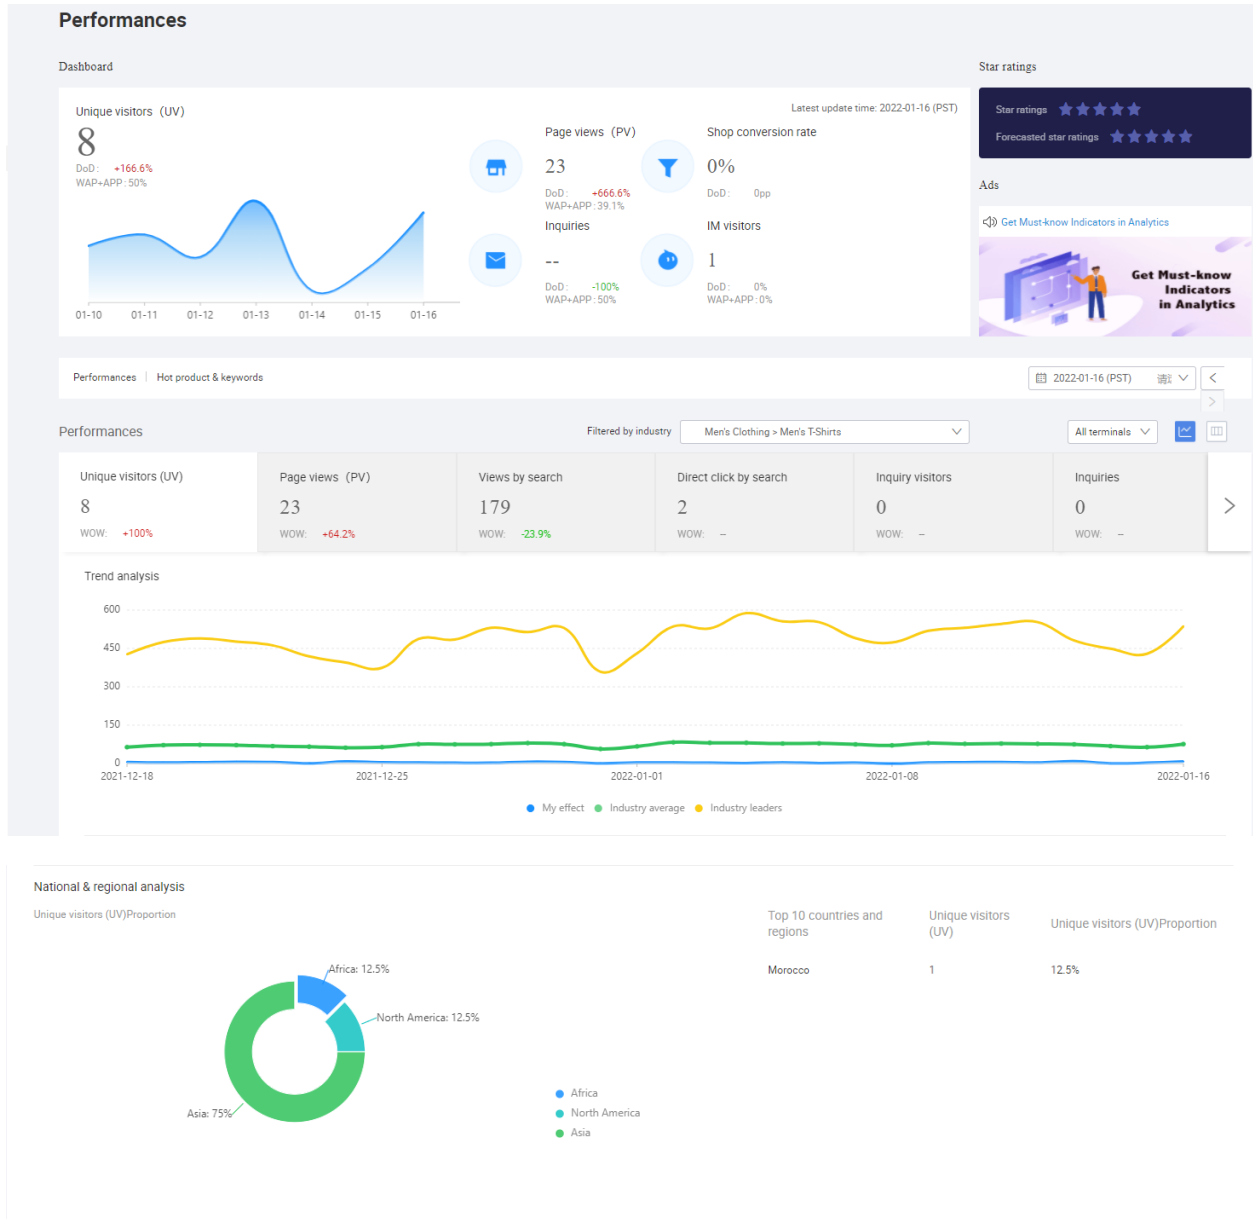 Performances
Dashboard
Star ratings
Unique visitors（UV）
8
DoD: +166.6%
WAP+APP: 50%
Latest update time: 2022-01-16 (PST)
Page views（PV）
23
DoD: +666.6%
WAP+APP: 39.1%
Shop conversion rate
0%
DoD: 0pp
Inquiries
--
DoD: -100%
WAP+APP: 50%
IM visitors
1
DoD: 0%
WAP+APP: 0%
01-10 01-11 01-12 01-13 01-14 01-15 01-16
Star ratings
Forecasted star ratings
Ads
Get Must-know Indicators in Analytics
Get Must-know
Indicators
in Analytics
Performances Hot product & keywords
2022-01-16 (PST)
Performances
Filtered by industry Men's Clothing > Men's T-Shirts
All terminals
Unique visitors (UV)
8
WOW: +100%
Page views（PV）
23
WOW: +64.2%
Views by search
179
WOW: -23.9%
Direct click by search
2
WOW: --
Inquiry visitors
0
WOW: --
Inquiries
0
WOW: --
Trend analysis
600
450
300
150
0
2021-12-18 2021-12-25 2022-01-01 2022-01-08 2022-01-16
My effect Industry average Industry leaders
National & regional analysis
Unique visitors (UV)Proportion
Africa: 12.5%
North America: 12.5%
Asia: 75%
Africa
North America
Asia
Top 10 countries and
regions
Unique visitors
(UV)
Unique visitors (UV)Proportion
Morocco 1 12.5%